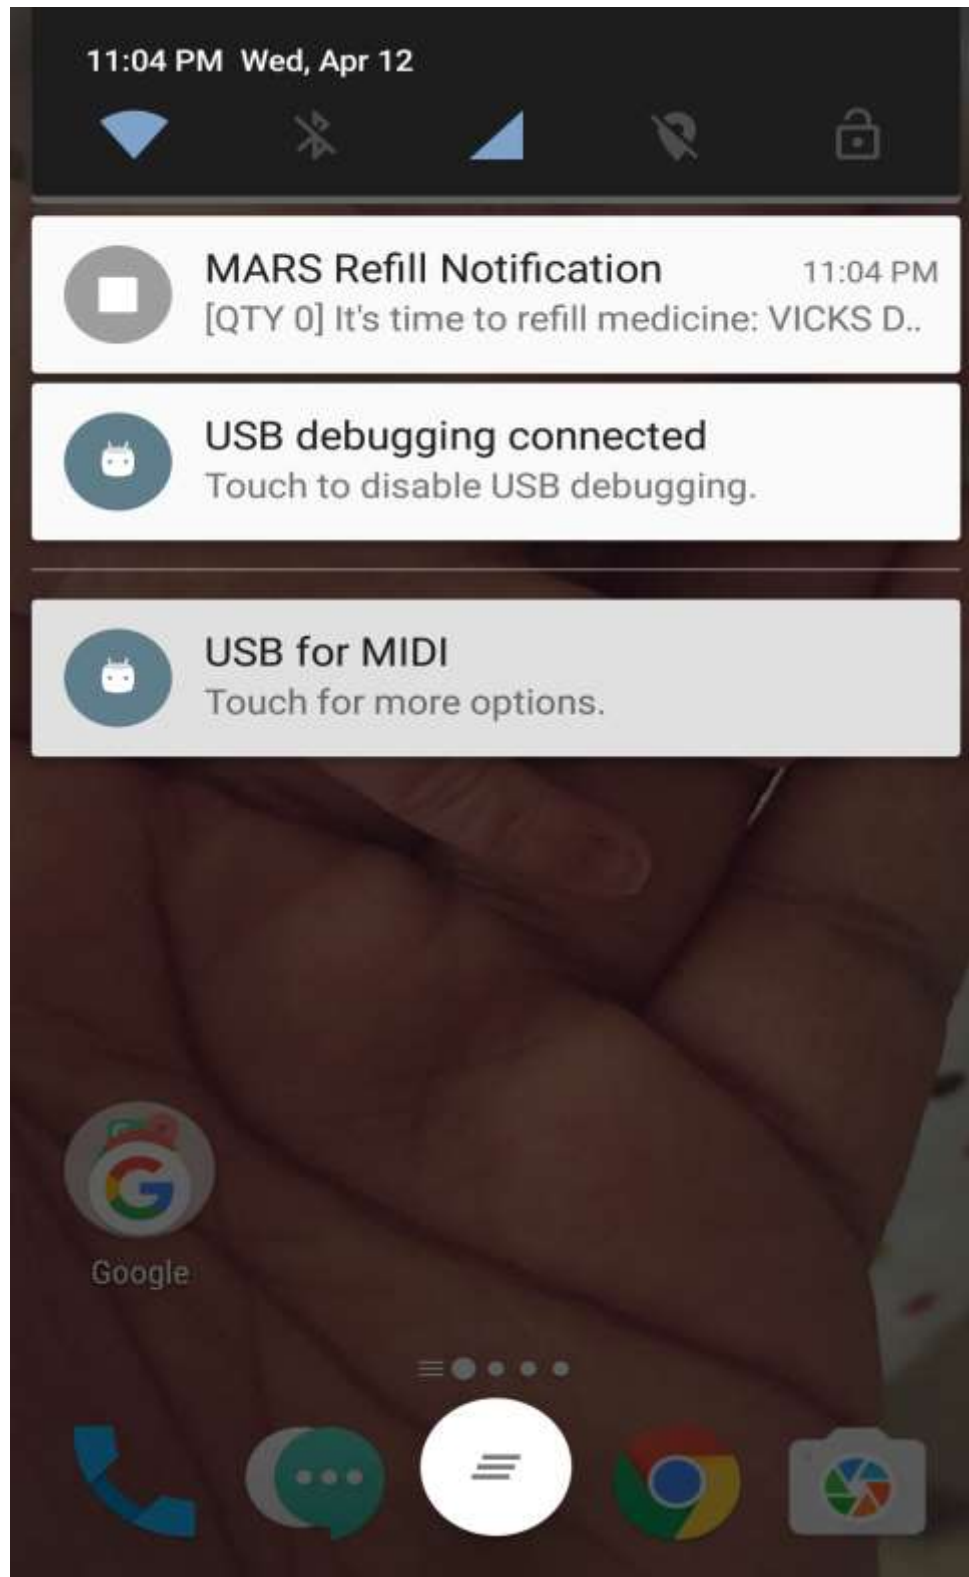 11:04 PM Wed, Apr 12
MARS Refill Notification 11:04 PM
[QTY 0] It's time to refill medicine: VICKS D..
USB debugging connected
Touch to disable USB debugging.
USB for MIDI
Touch for more options.
G
Google